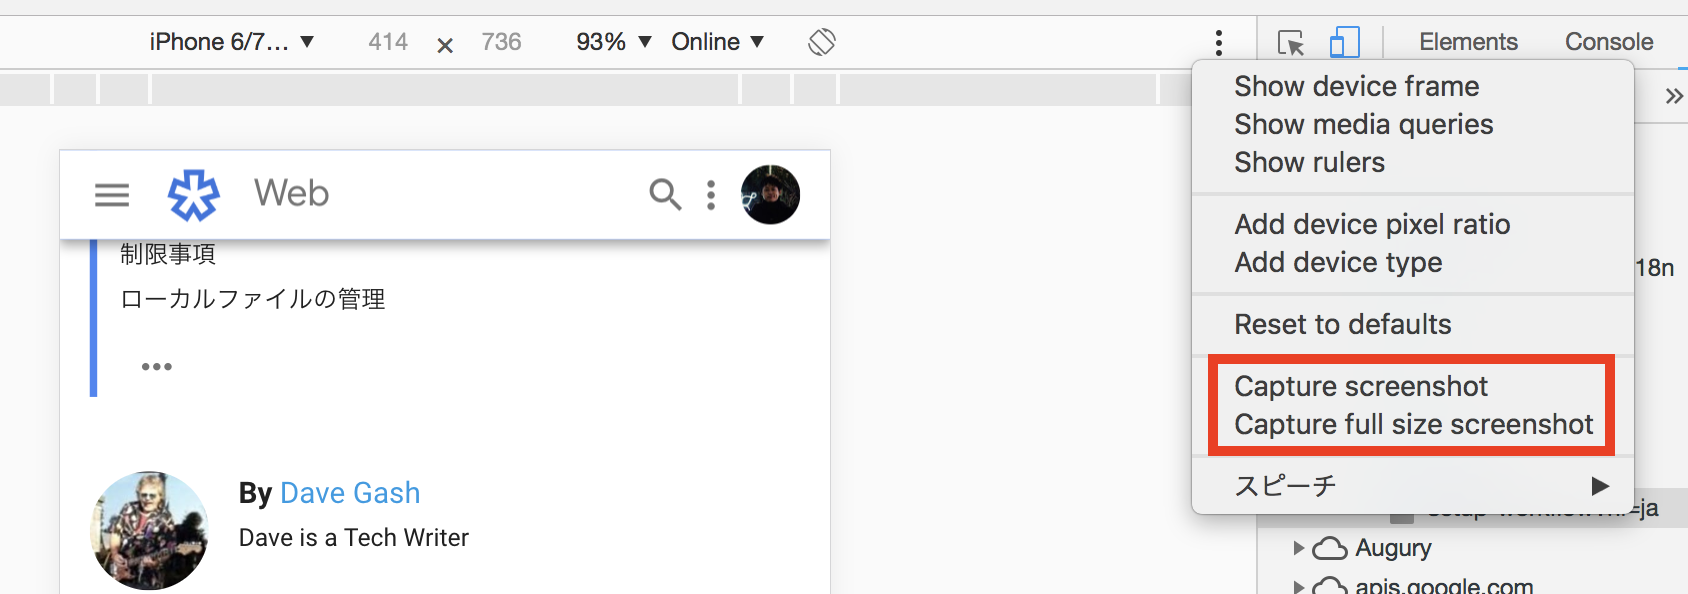 iPhone 6/7… ▼ 414 × 736 93% ▼ Online ▼
Elements Console
Show device frame
Show media queries
Show rulers
Add device pixel ratio
Add device type
Reset to defaults
Capture screenshot
Capture full size screenshot
スピーチ
Web
制限事項
ローカルファイルの管理
•••
By Dave Gash
Dave is a Tech Writer
»
18n
=ja
Augury
apis.google.com